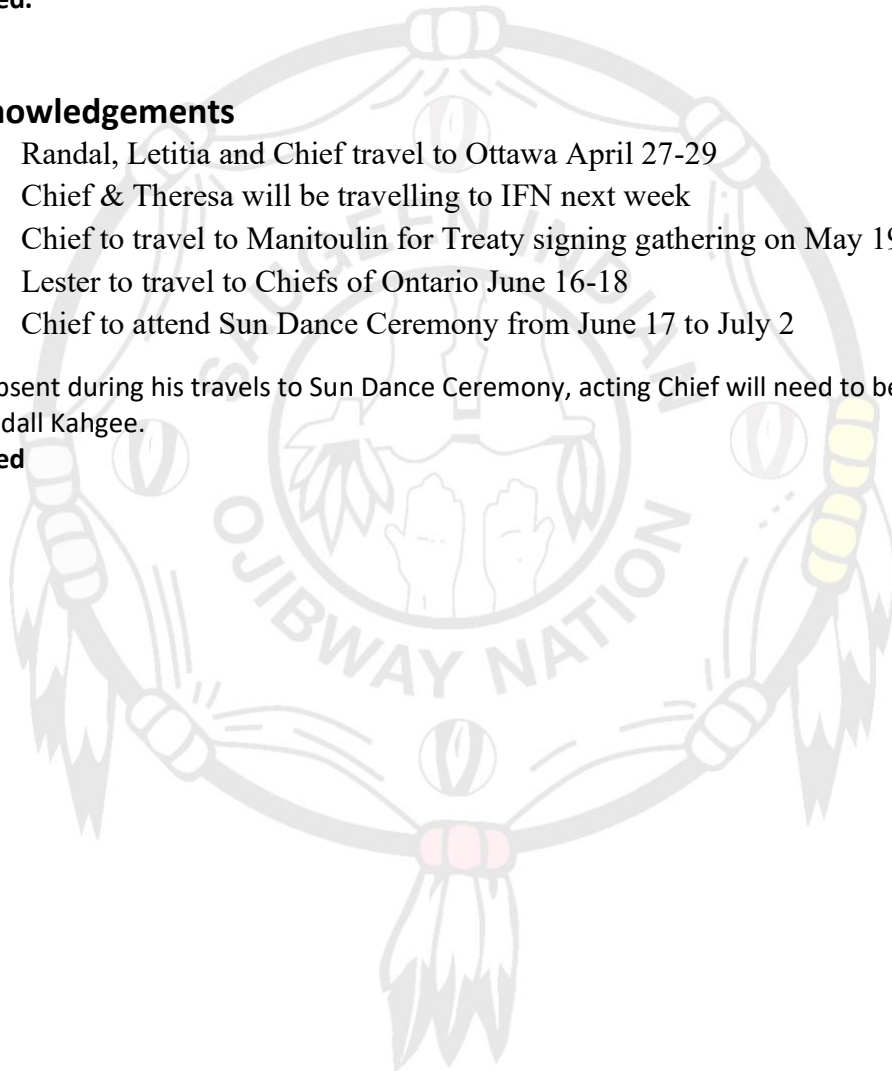 ed.
nowledgements
Randal, Letitia and Chief travel to Ottawa April 27-29
Chief & Theresa will be travelling to IFN next week
Chief to travel to Manitoulin for Treaty signing gathering on May 19
Lester to travel to Chiefs of Ontario June 16-18
Chief to attend Sun Dance Ceremony from June 17 to July 2
bsent during his travels to Sun Dance Ceremony, acting Chief will need to be
dall Kahgee.
ed
SAUGEEN INDIAN
OJIBWAY NATION